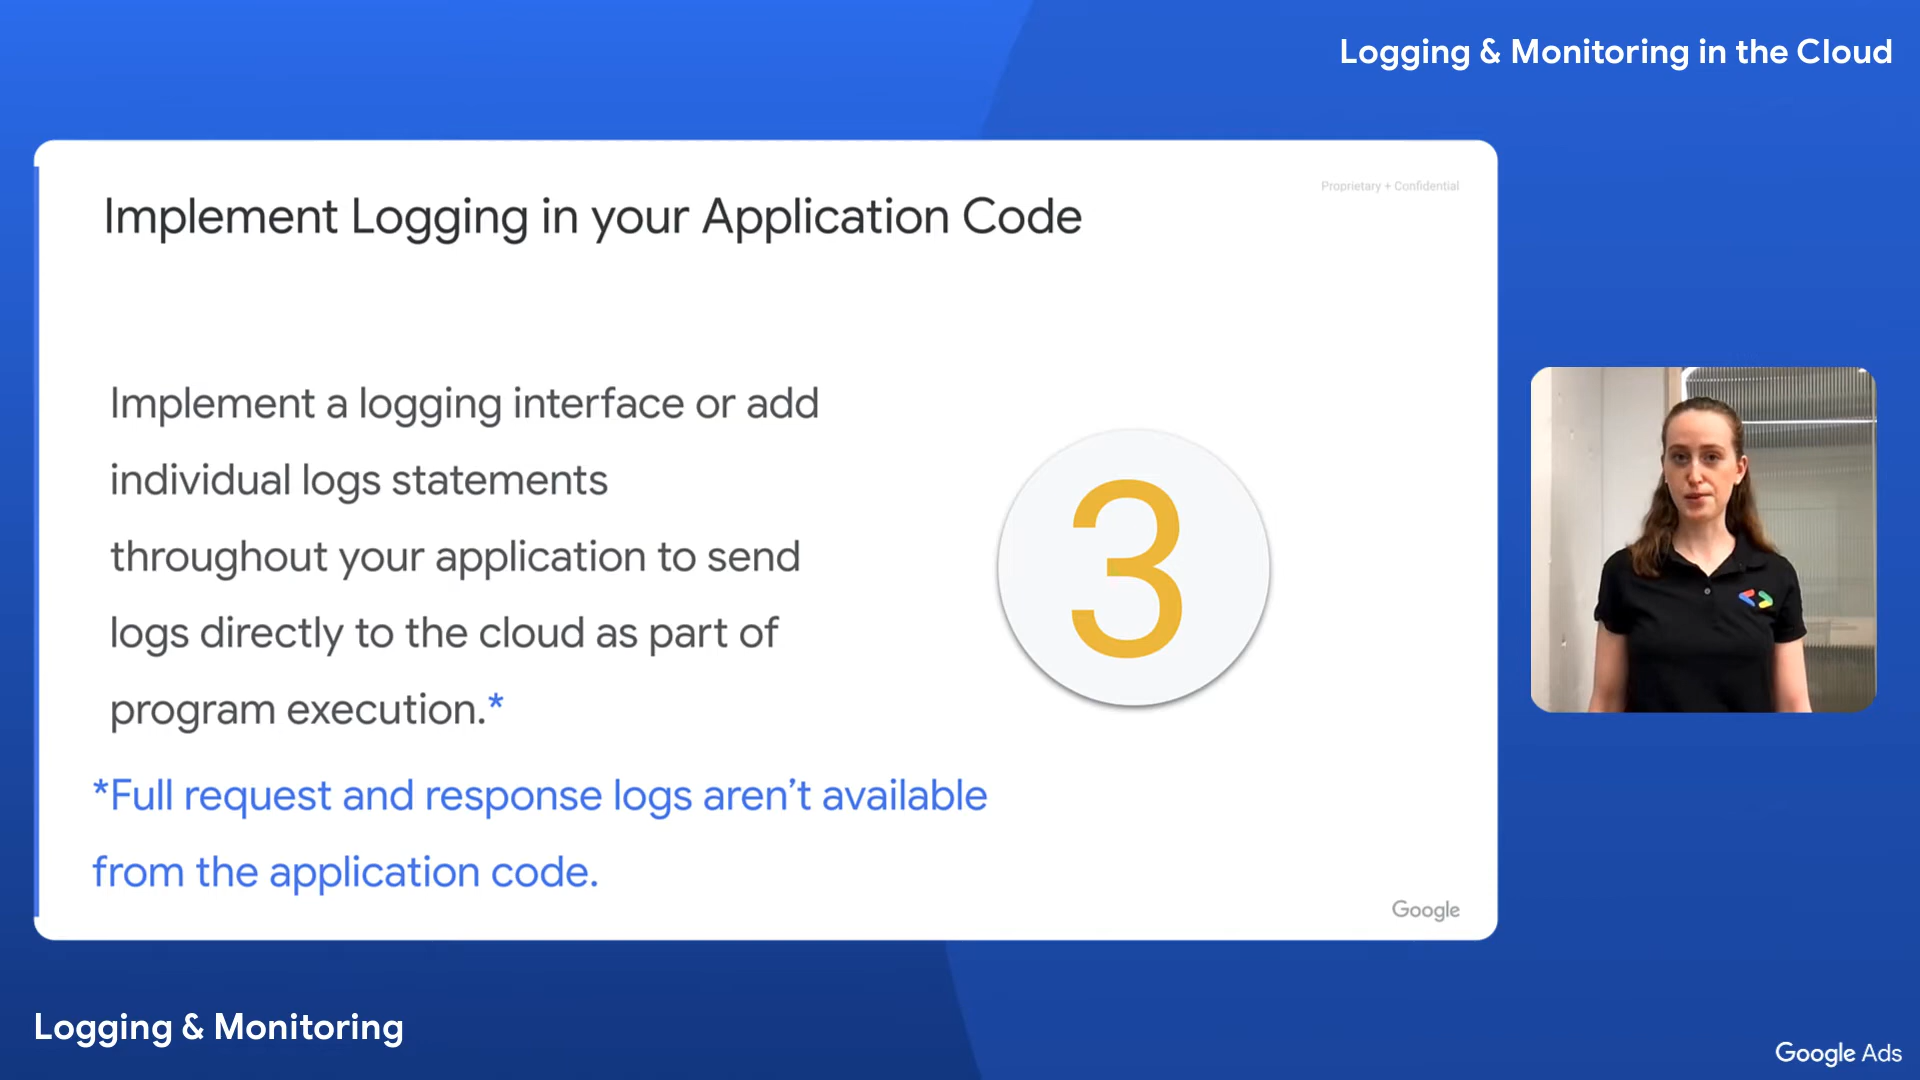 Logging & Monitoring in the Cloud
Proprietary + Confidential
Implement Logging in your Application Code
Implement a logging interface or add
individual logs statements
throughout your application to send
logs directly to the cloud as part of
program execution.*
3
*Full request and response logs aren’t available
from the application code.
Google
Logging & Monitoring
Google Ads